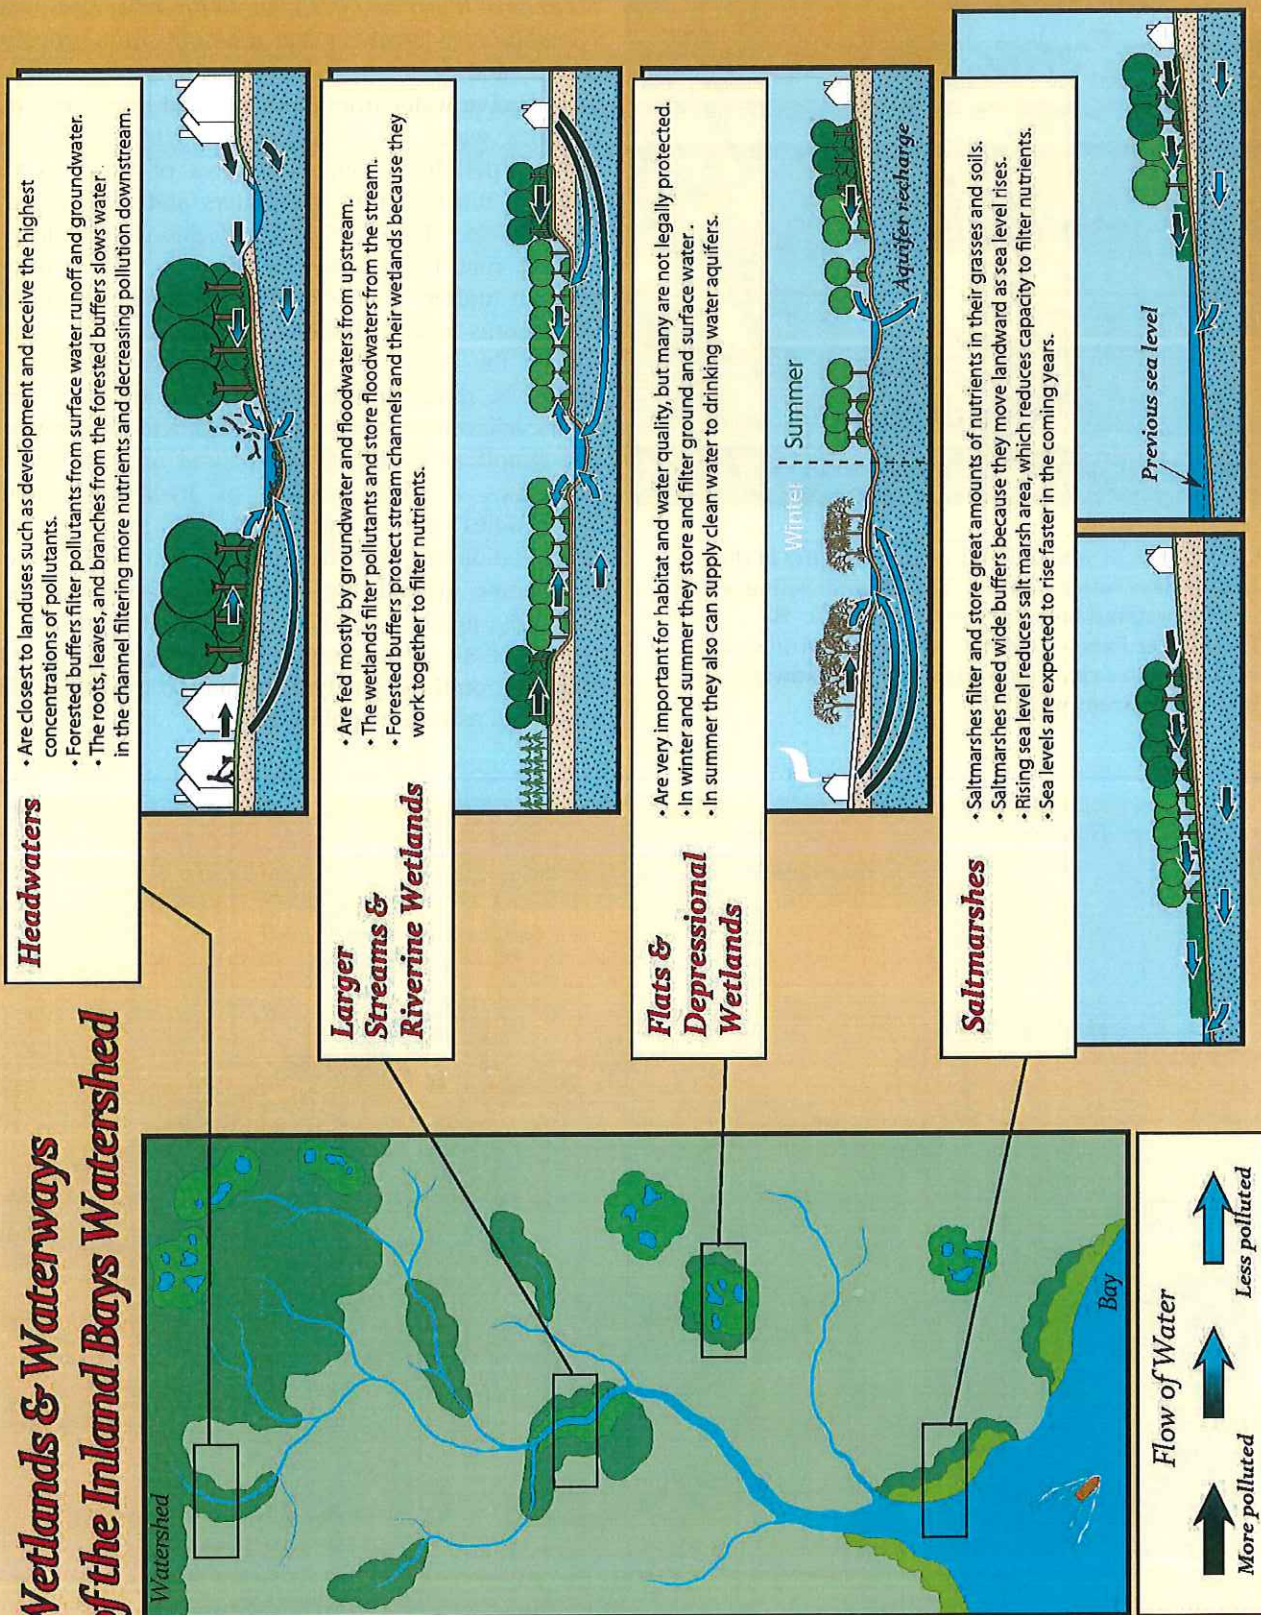 Wetlands & Waterways
of the Inland Bays Watershed
Watershed
Bay
Flow of Water
More polluted
Less polluted
Headwaters
• Are closest to landuses such as development and receive the highest
concentrations of pollutants.
• Forested buffers filter pollutants from surface water runoff and groundwater.
• The roots, leaves, and branches from the forested buffers slows water
in the channel filtering more nutrients and decreasing pollution downstream.
Larger
Streams &
Riverine Wetlands
• Are fed mostly by groundwater and floodwaters from upstream.
• The wetlands filter pollutants and store floodwaters from the stream.
• Forested buffers protect stream channels and their wetlands because they
work together to filter nutrients.
Flats &
Depressional
Wetlands
• Are very important for habitat and water quality, but many are not legally protected.
• In winter and summer they store and filter ground and surface water.
• In summer they also can supply clean water to drinking water aquifers.
Winter
Summer
Aquifer recharge
Saltmarshes
• Saltmarshes filter and store great amounts of nutrients in their grasses and soils.
• Saltmarshes need wide buffers because they move landward as sea level rises.
• Rising sea level reduces salt marsh area, which reduces capacity to filter nutrients.
• Sea levels are expected to rise faster in the coming years.
Previous sea level